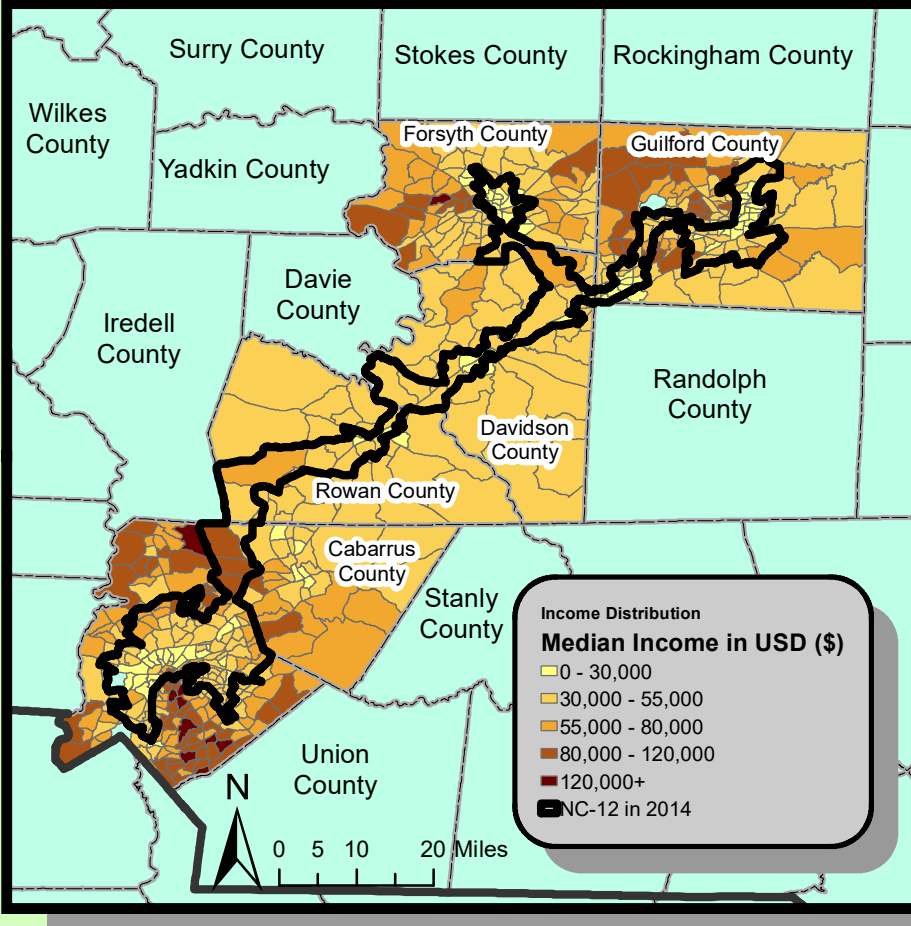 Surry County
Stokes County
Rockingham County
Wilkes
County
Forsyth County
Guilford County
Yadkin County
Davie
County
Iredell
County
Randolph
County
Davidson
County
Rowan County
Cabarrus
County
Stanly
County
Union
County
Income Distribution
Median Income in USD ($)
0 - 30,000
30,000 - 55,000
55,000 - 80,000
80,000 - 120,000
120,000+
NC-12 in 2014
N
0 5 10 20 Miles